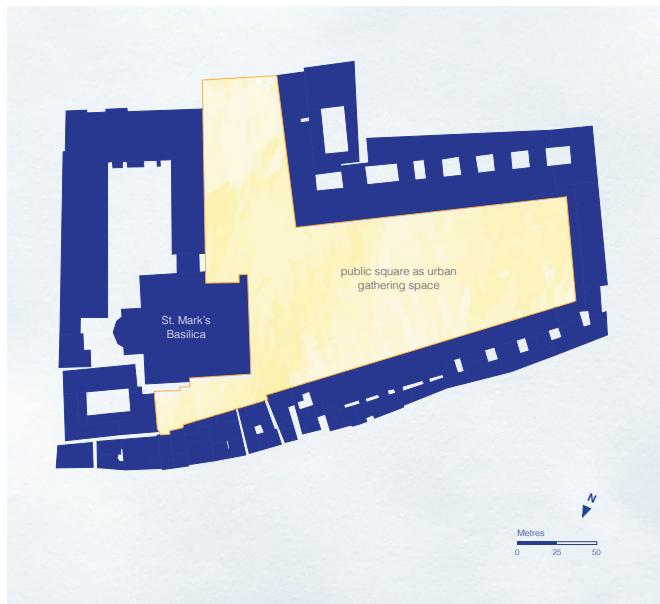 public square as urban
gathering space
St. Mark's
Basilica
N
Metres
0 25 50